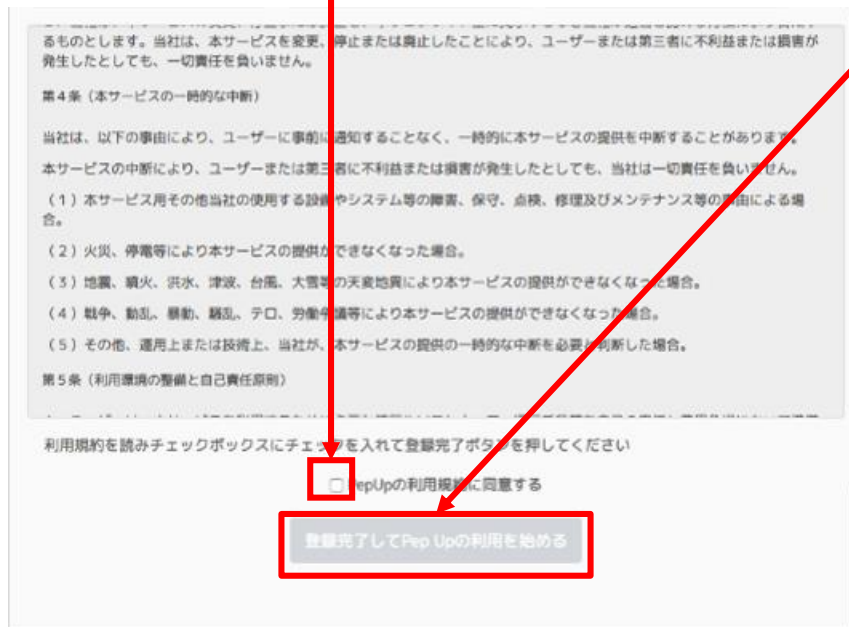 るものとします。当社は、本サービスを変更、停止または廃止したことにより、ユーザーまたは第三者に不利益または損害が
発生したとしても、一切責任を負いません。
第4条（本サービスの一時的な中断）
当社は、以下の事由により、ユーザーに事前に通知することなく、一時的に本サービスの提供を中断することがあります。
本サービスの中断により、ユーザーまたは第三者に不利益または損害が発生したとしても、当社は一切責任を負いません。
（1）本サービス用その他当社の使用する設備やシステム等の障害、保守、点検、修理及びメンテナンス等の事由による場
合。
（2）火災、停電等により本サービスの提供ができなくなった場合。
（3）地震、噴火、洪水、津波、台風、大雪等の天変地異により本サービスの提供ができなくなった場合。
（4）戦争、動乱、暴動、騒乱、テロ、労働争議等により本サービスの提供ができなくなった場合。
（5）その他、運用上または技術上、当社が、本サービスの提供の一時的な中断を必要と判断した場合。
第5条（利用環境の整備と自己責任原則）
利用規約を読みチェックボックスにチェックを入れて登録完了ボタンを押してください
PepUpの利用規約に同意する
登録完了してPep Upの利用を始める